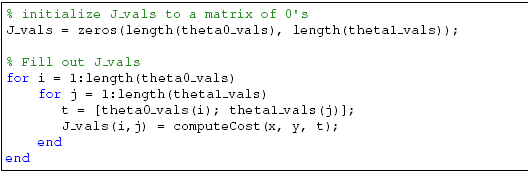 % initialize J_vals to a matrix of 0's
J_vals = zeros(length(theta0_vals), length(theta1_vals));
% Fill out J_vals
for i = 1:length(theta0_vals)
for j = 1:length(theta1_vals)
t = [theta0_vals(i); theta1_vals(j)];
J_vals(i,j) = computeCost(x, y, t);
end
end